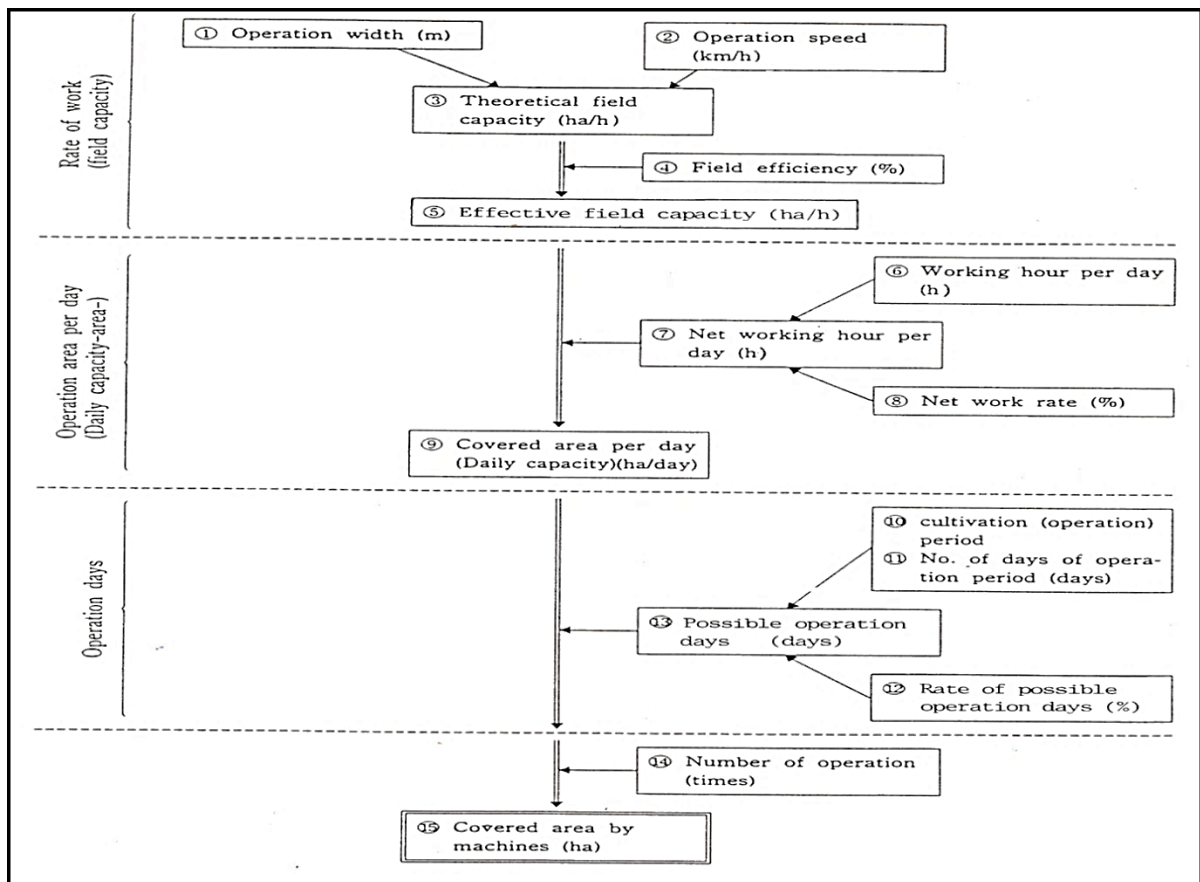 ① Operation width (m)
② Operation speed
(km/h)
③ Theoretical field
capacity (ha/h)
④ Field efficiency (%)
⑤ Effective field capacity (ha/h)
Rate of work
(field capacity)
⑥ Working hour per day
(h)
⑦ Net working hour per
day (h)
⑧ Net work rate (%)
⑨ Covered area per day
(Daily capacity)(ha/day)
Operation area per day
(Daily capacity-area-)
⑩ cultivation (operation)
period
⑪ No. of days of opera-
tion period (days)
⑬ Possible operation
days (days)
⑫ Rate of possible
operation days (%)
Operation days
⑭ Number of operation
(times)
⑮ Covered area by
machines (ha)